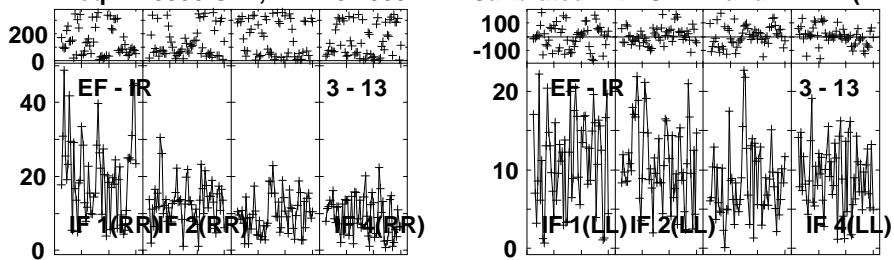 200
0
EF - IR
3 - 13
40
20
0
IF 1(RR)
IF 2(RR)
IF 4(RR)
100
-100
EF - IR
3 - 13
20
10
0
IF 1(LL)
IF 2(LL)
IF 4(LL)